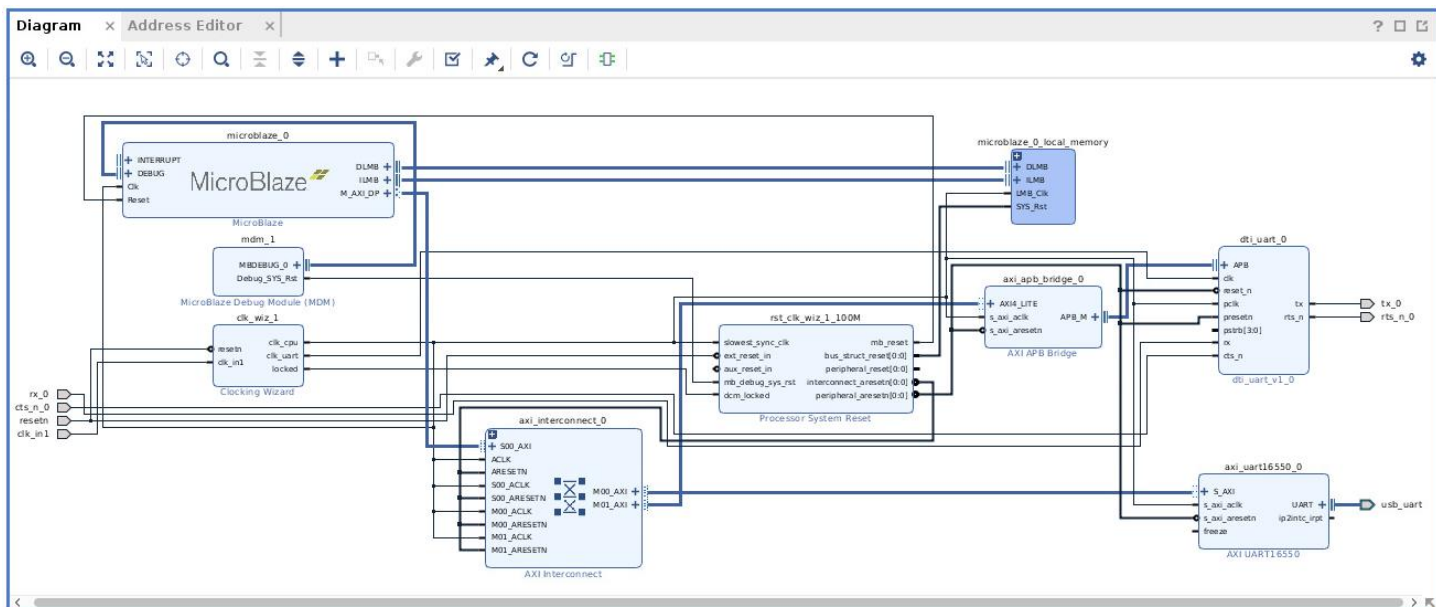 Diagram × Address Editor ×
? 
microblaze_0
INTERRUPT
DEBUG
Clk
Reset
MicroBlaze
DLMB
ILMB
M_AXI_DP
MicroBlaze
microblaze_0_local_memory
DLMB
ILMB
LMB_Clk
SYS_Rst
mdm_1
MBDEBUG_0
Debug_SYS_Rst
MicroBlaze Debug Module (MDM)
clk_wiz_1
resetn
clk_in1
clk_cpu
clk_uart
locked
Clocking Wizard
rx_0
cts_n_0
resetn
clk_in1
rst_clk_wiz_1_100M
slowest_sync_clk
ext_reset_in
aux_reset_in
mb_debug_sys_rst
dcm_locked
mb_reset
bus_struct_reset[0:0]
peripheral_reset[0:0]
interconnect_aresetn[0:0]
peripheral_aresetn[0:0]
Processor System Reset
axi_apb_bridge_0
AXI4_LITE
s_axi_aclk
s_axi_aresetn
APB_M
AXI APB Bridge
dti_uart_0
APB
clk
reset_n
pclk
presetn
pstrb[3:0]
rx
cts_n
tx
rts_n
dti_uart_v1_0
tx_0
rts_n_0
axi_interconnect_0
S00_AXI
ACLK
ARESETN
S00_ACLK
S00_ARESETN
M00_ACLK
M00_ARESETN
M01_ACLK
M01_ARESETN
M00_AXI
M01_AXI
AXI Interconnect
axi_uart16550_0
S_AXI
s_axi_aclk
s_axi_aresetn
freeze
UART
ip2intc_irpt
AXI UART16550
usb_uart